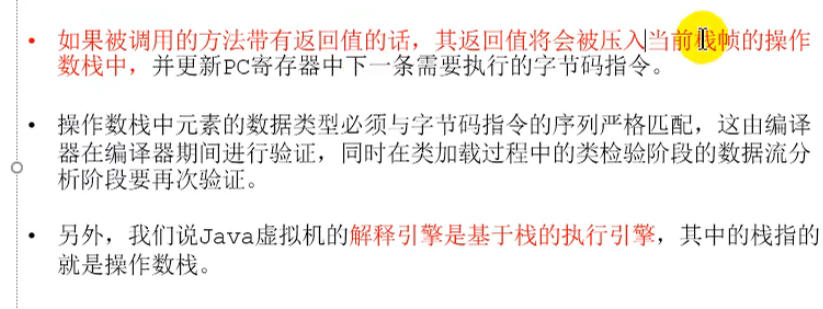 • 如果被调用的方法带有返回值的话，其返回值将会被压入当前栈帧的操作
数栈中，并更新PC寄存器中下一条需要执行的字节码指令。
• 操作数栈中元素的数据类型必须与字节码指令的序列严格匹配，这由编译
器在编译器期间进行验证，同时在类加载过程中的类检验阶段的数据流分
析阶段要再次验证。
• 另外，我们说Java虚拟机的解释引擎是基于栈的执行引擎，其中的栈指的
就是操作数栈。